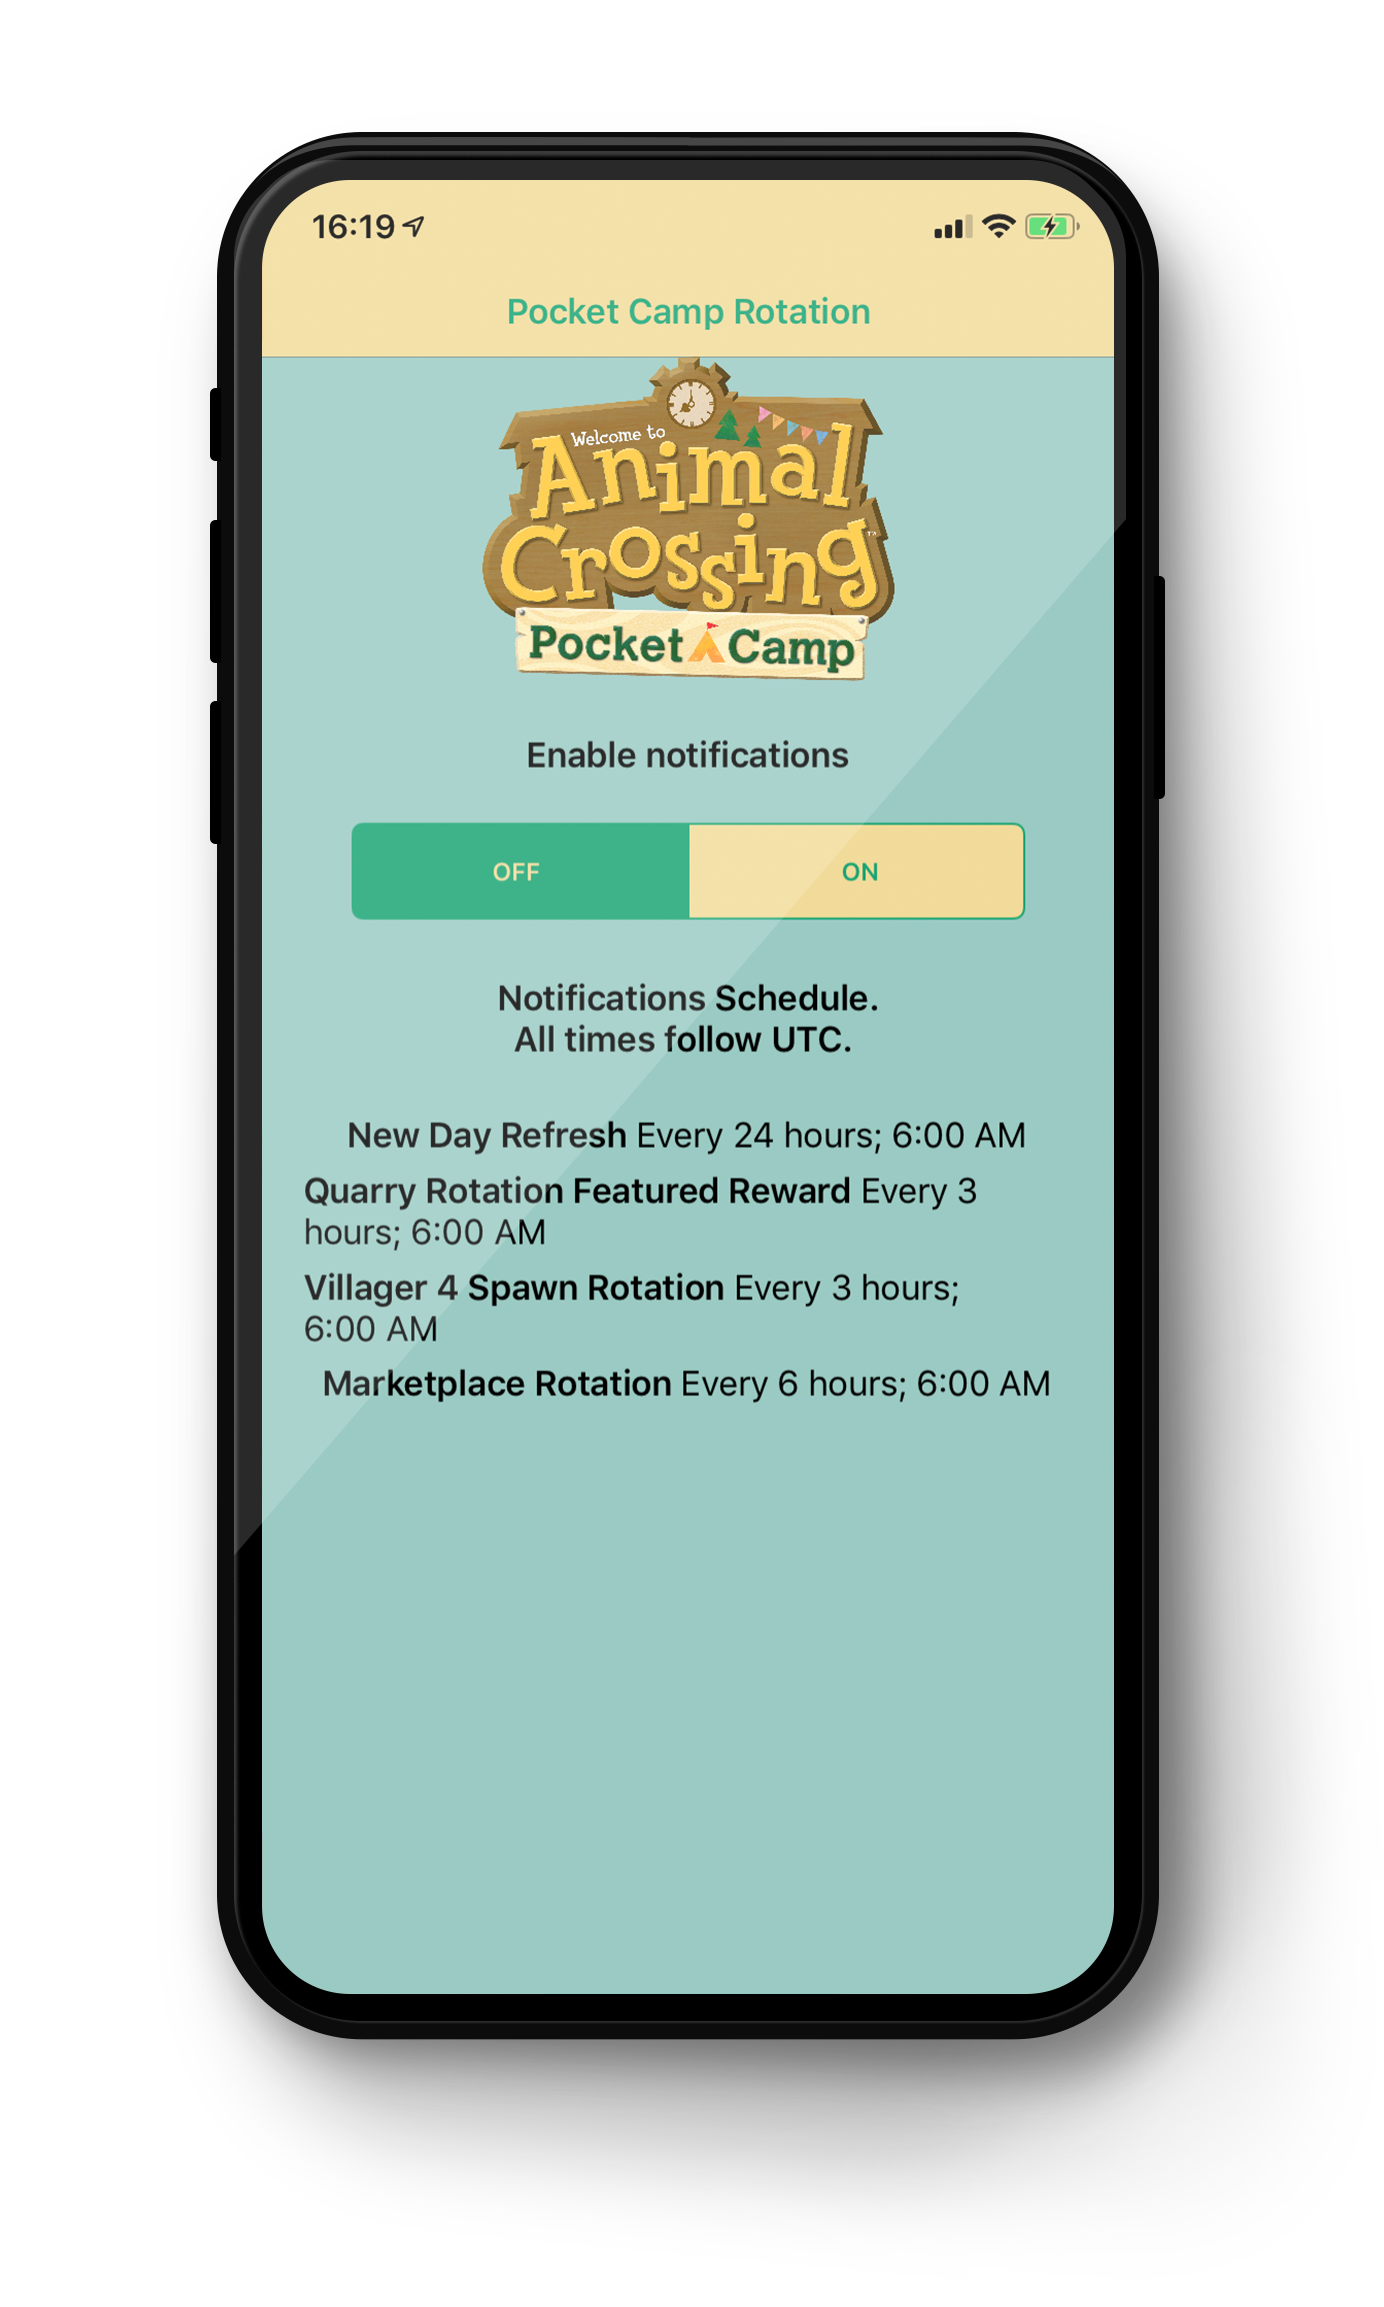 16:19
Pocket Camp Rotation
Welcome to
Animal
Crossing™
Pocket Camp
Enable notifications
OFF ON
Notifications Schedule.
All times follow UTC.
New Day Refresh Every 24 hours; 6:00 AM
Quarry Rotation Featured Reward Every 3
hours; 6:00 AM
Villager 4 Spawn Rotation Every 3 hours;
6:00 AM
Marketplace Rotation Every 6 hours; 6:00 AM